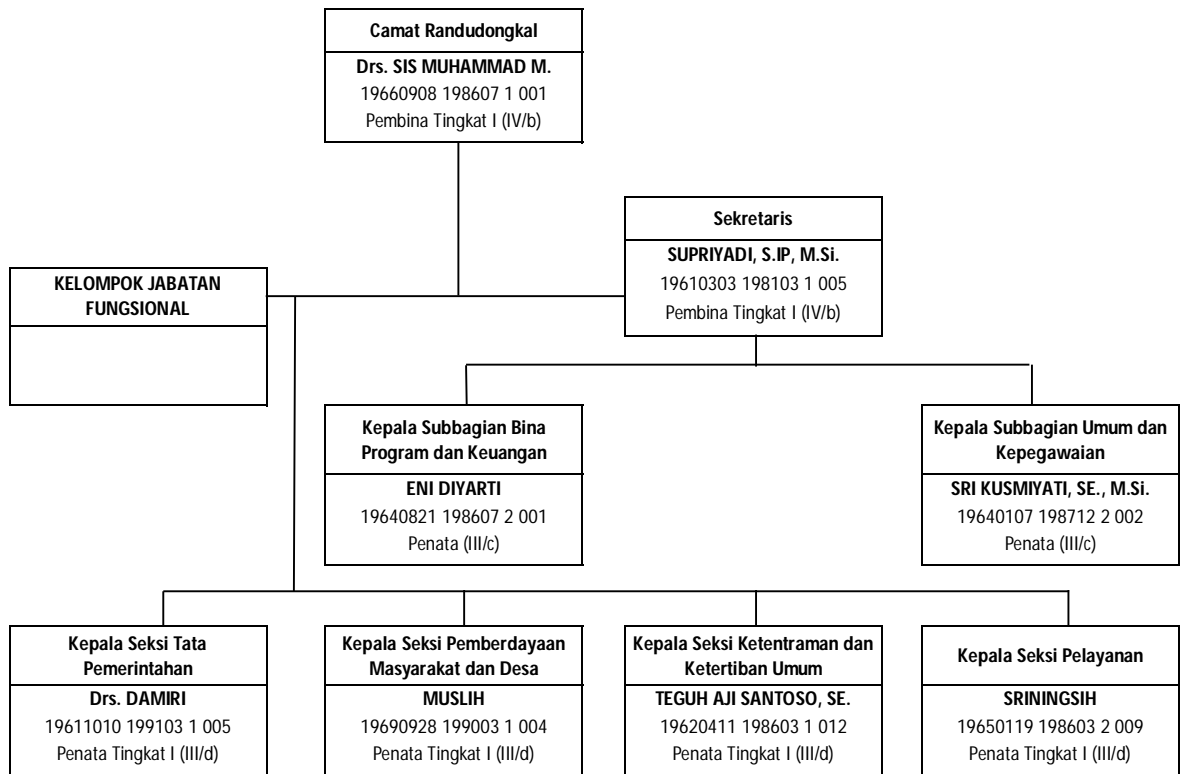 Camat Randudongkal
Drs. SIS MUHAMMAD M.
19660908 198607 1 001
Pembina Tingkat I (IV/b)
Sekretaris
SUPRIYADI, S.IP, M.Si.
19610303 198103 1 005
Pembina Tingkat I (IV/b)
KELOMPOK JABATAN
FUNGSIONAL
Kepala Subbagian Bina
Program dan Keuangan
ENI DIYARTI
19640821 198607 2 001
Penata (III/c)
Kepala Subbagian Umum dan
Kepegawaian
SRI KUSMIYATI, SE., M.Si.
19640107 198712 2 002
Penata (III/c)
Kepala Seksi Tata
Pemerintahan
Drs. DAMIRI
19611010 199103 1 005
Penata Tingkat I (III/d)
Kepala Seksi Pemberdayaan
Masyarakat dan Desa
MUSLIH
19690928 199003 1 004
Penata Tingkat I (III/d)
Kepala Seksi Ketentraman dan
Ketertiban Umum
TEGUH AJI SANTOSO, SE.
19620411 198603 1 012
Penata Tingkat I (III/d)
Kepala Seksi Pelayanan
SRININGSIH
19650119 198603 2 009
Penata Tingkat I (III/d)